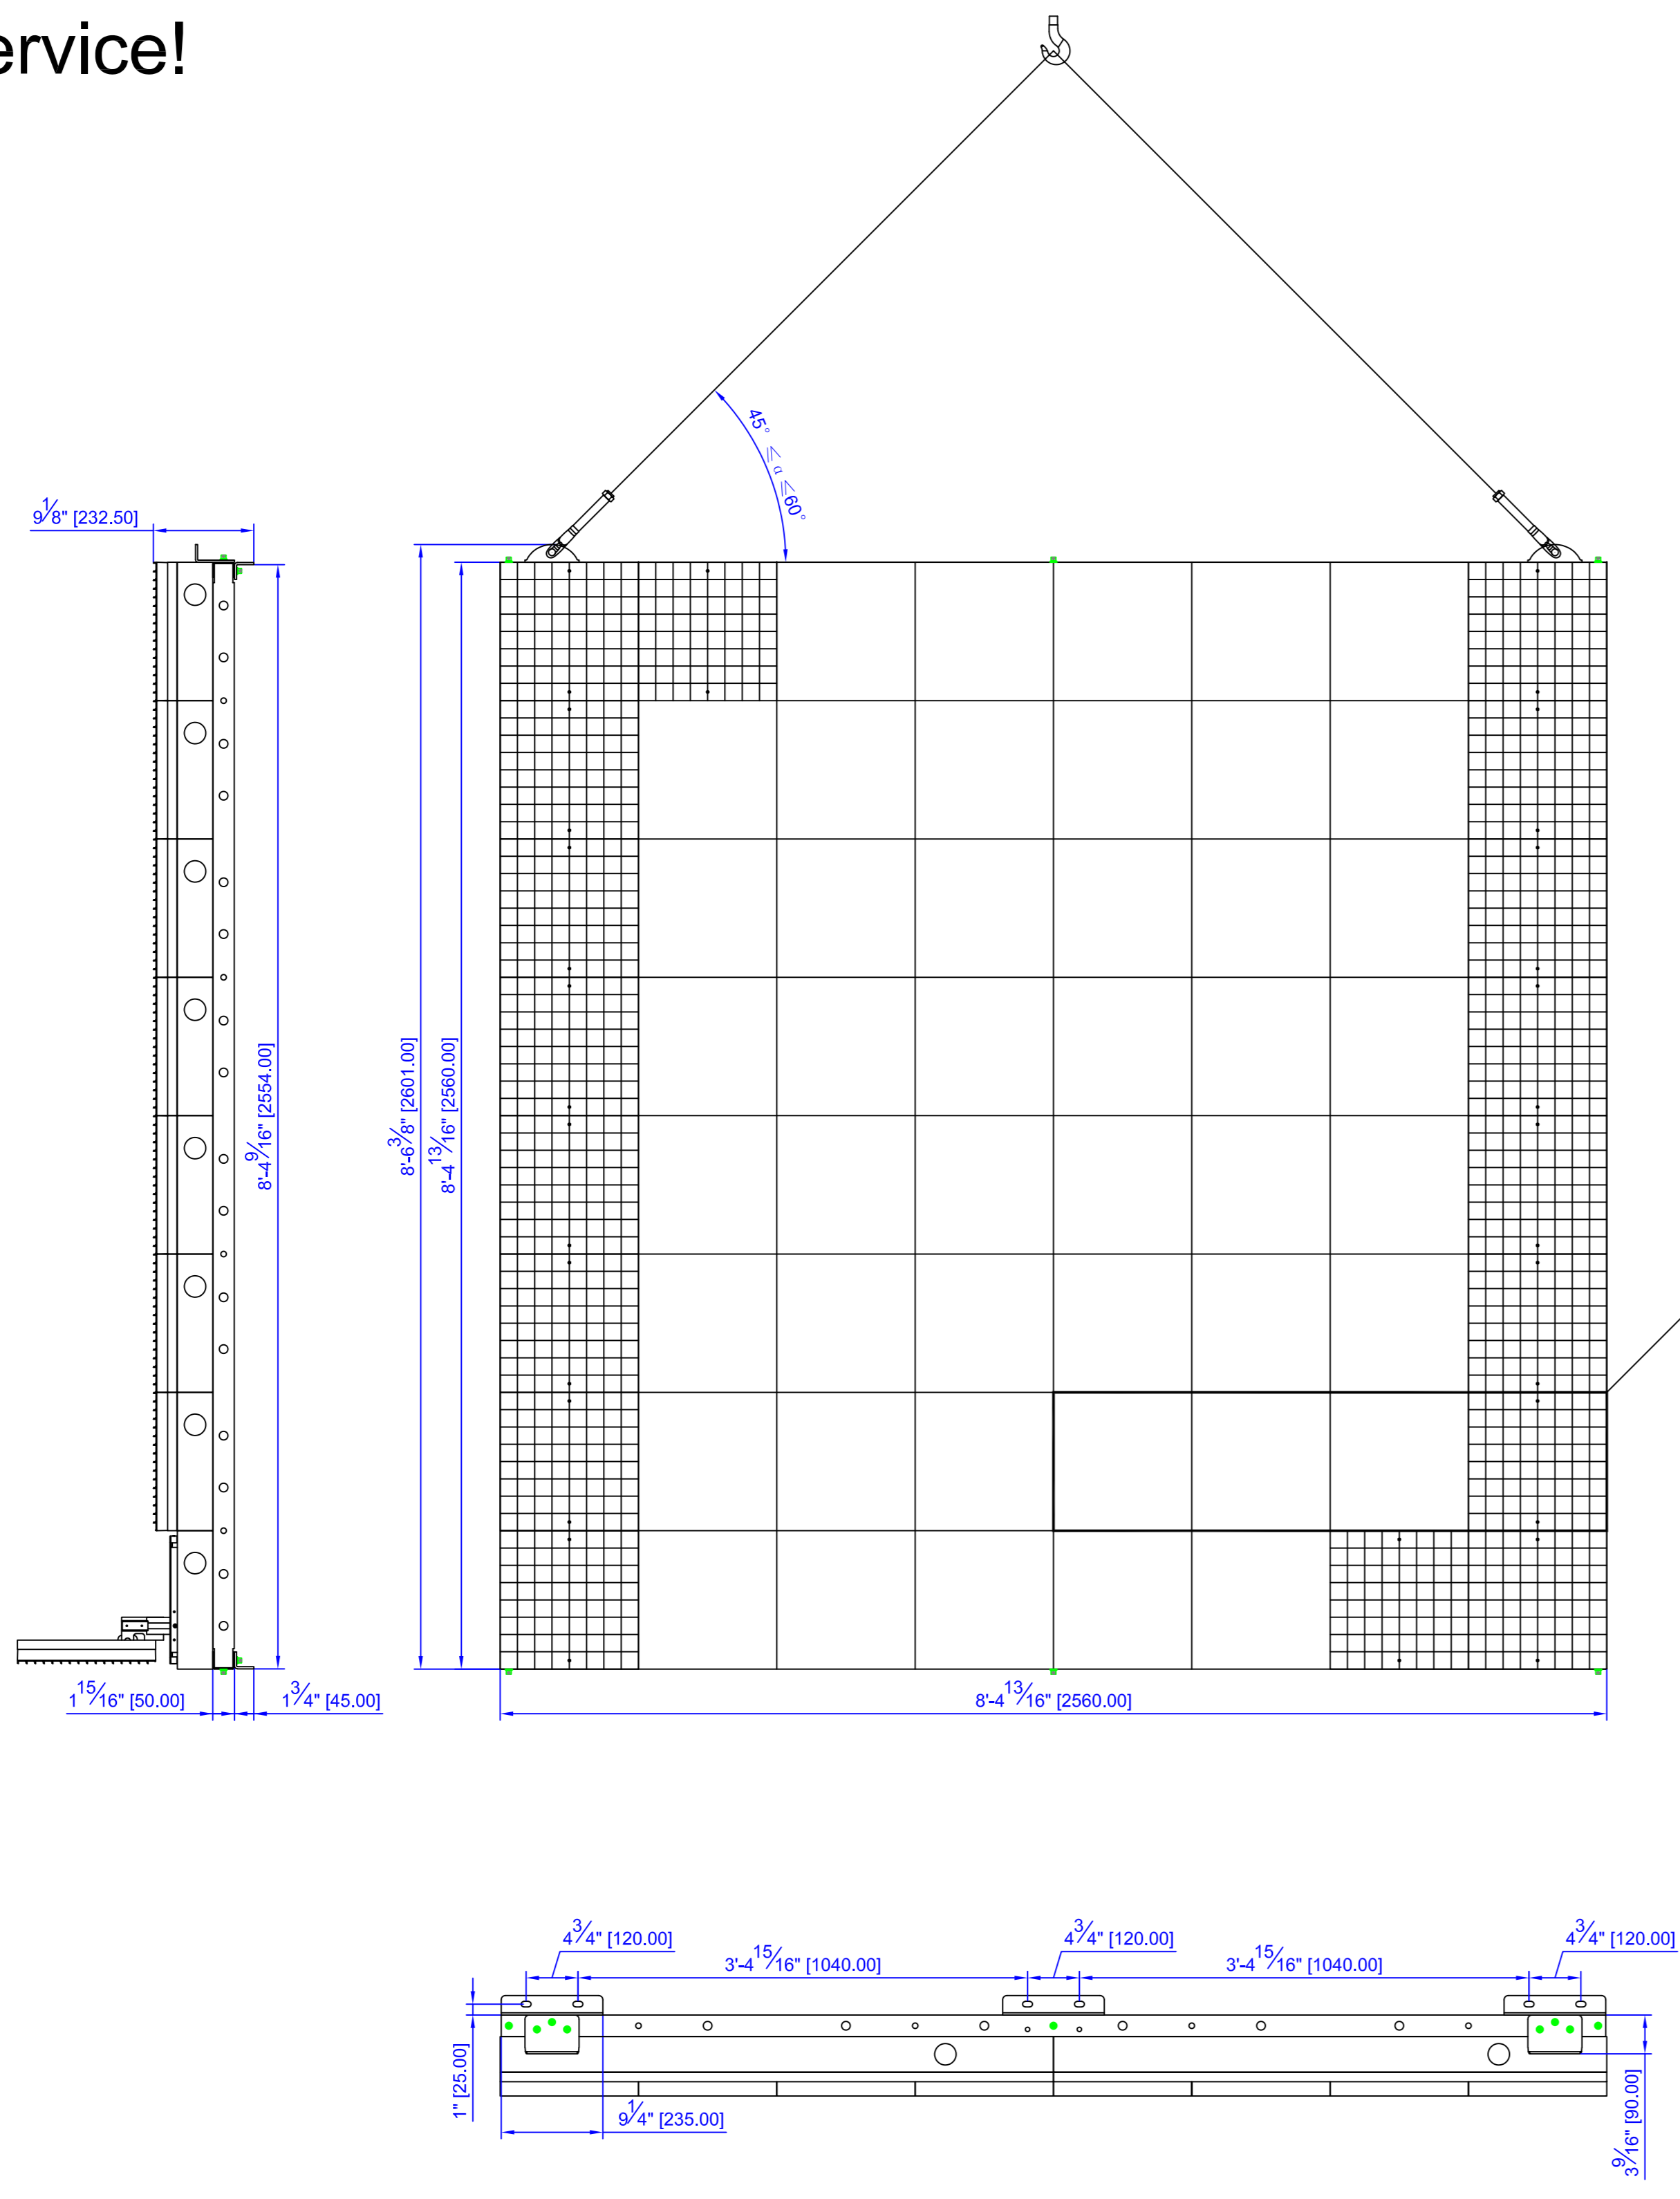 ervice!
45° ≤ α ≤60°
9 1/8" [232.50]
8'-4 9/16" [2554.00]
8'-6 3/8" [2601.00]
8'-4 13/16" [2560.00]
1 15/16" [50.00]
1 3/4" [45.00]
8'-4 13/16" [2560.00]
4 3/4" [120.00]
3'-4 15/16" [1040.00]
4 3/4" [120.00]
3'-4 15/16" [1040.00]
4 3/4" [120.00]
1" [25.00]
9 1/4" [235.00]
3 9/16" [90.00]